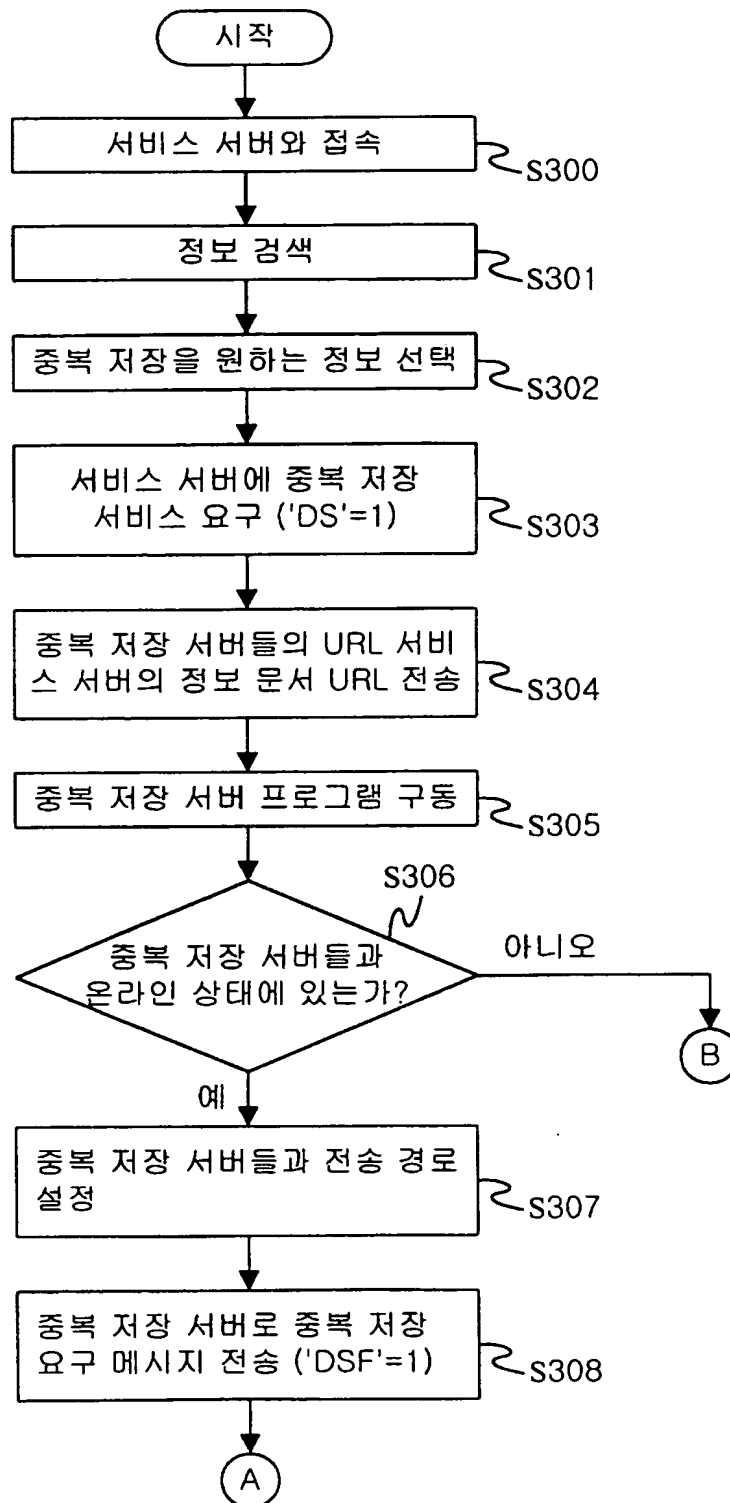 시작
서비스 서버와 접속
S300
정보 검색
S301
중복 저장을 원하는 정보 선택
S302
서비스 서버에 중복 저장
서비스 요구 ('DS'=1)
S303
중복 저장 서버들의 URL 서비
스 서버의 정보 문서 URL 전송
S304
중복 저장 서버 프로그램 구동
S305
S306
중복 저장 서버들과
온라인 상태에 있는가?
아니오
B
예
중복 저장 서버들과 전송 경로
설정
S307
중복 저장 서버로 중복 저장
요구 메시지 전송 ('DSF'=1)
S308
A